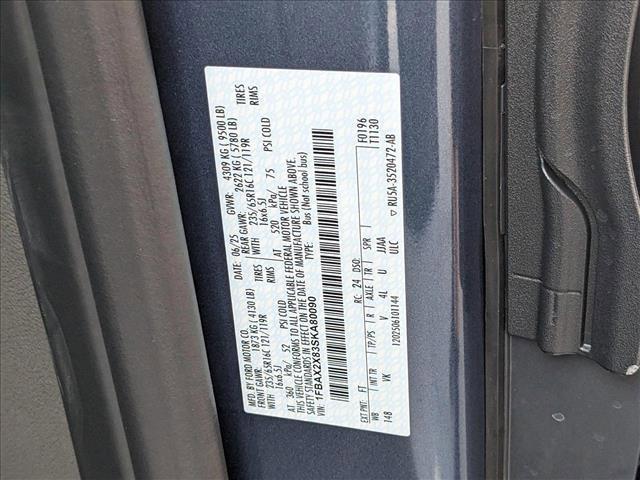 MFD. BY FORD MOTOR CO.
DATE: 06/25 GVWR: 4309 KG ( 9500 LB)
FRONT GAWR: 1873 KG ( 4130 LB) REAR GAWR: 2622 KG ( 5780 LB)
WITH 235/65R16C 121/119R TIRES WITH 235/65R16C 121/119R TIRES
16x6.5J RIMS 16x6.5J RIMS
AT 360 kPa/ 52 PSI COLD AT 520 kPa/ 75 PSI COLD
THIS VEHICLE CONFORMS TO ALL APPLICABLE FEDERAL MOTOR VEHICLE
SAFETY STANDARDS IN EFFECT ON THE DATE OF MANUFACTURE SHOWN ABOVE.
VIN: 1FBAX2X83SKA80090 TYPE: Bus (Not school bus)
F0196
T1130
EXT PNT: FT RC: 24 DSO:
WB INT TR TP/PS R AXLE TR SPR
148 VK V 4L U JJAA
1202506101144 ULC
▽ RU5A-3520472-AB